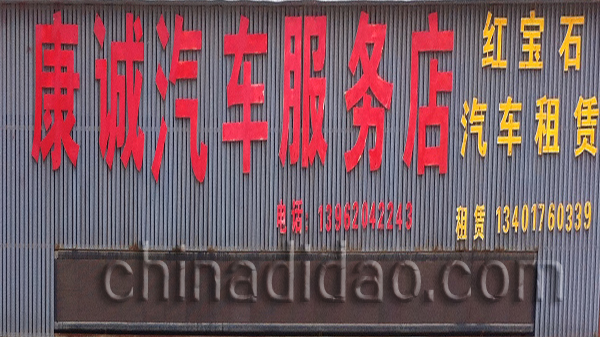 康诚汽车服务店
红宝石
汽车租赁
电话:13962042243
租赁 13401760339
chinadidao.com